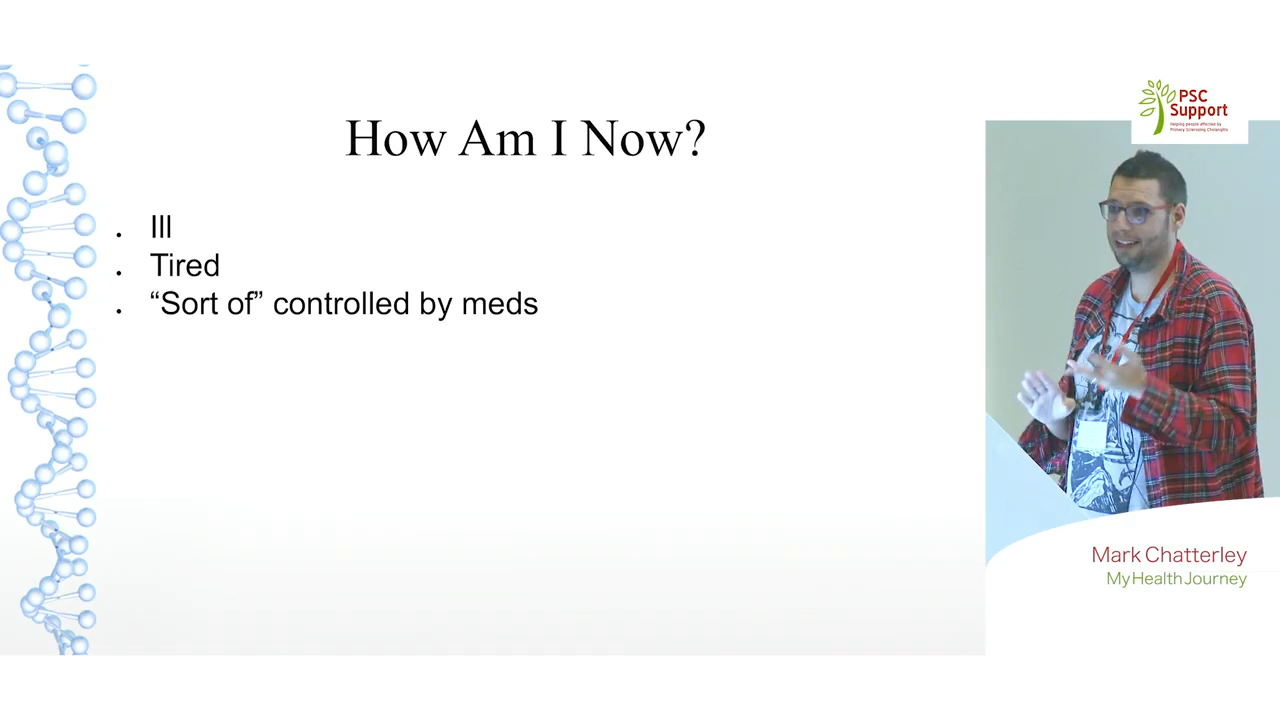 How Am I Now?
• Ill
• Tired
• “Sort of” controlled by meds
PSC
Support
Helping people affected by
Primary Sclerosing Cholangitis
Mark Chatterley
My Health Journey